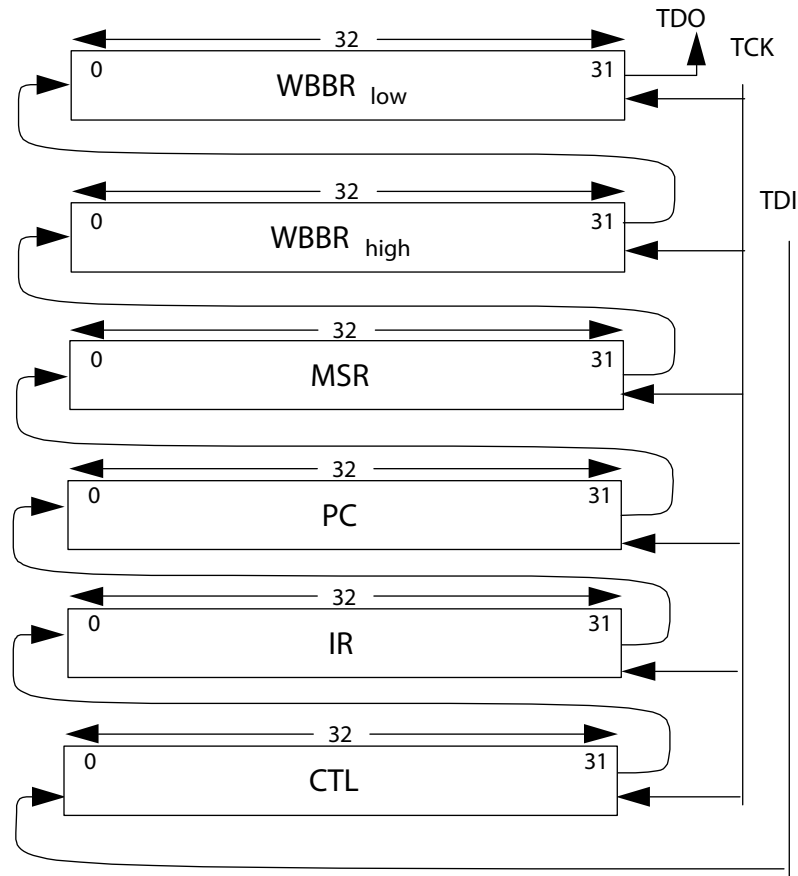 TDO
TCK
32
0 31
WBBR low
TDI
32
0 31
WBBR high
32
0 31
MSR
32
0 31
PC
32
0 31
IR
32
0 31
CTL